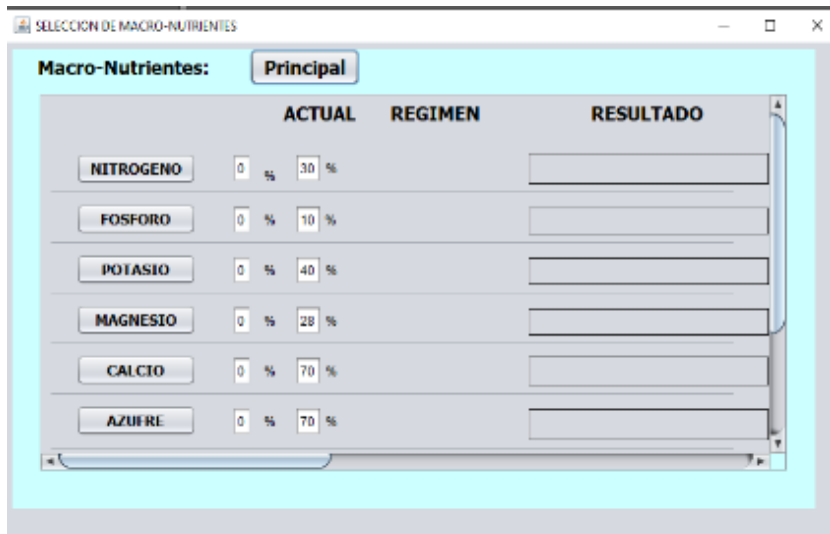 SELECCION DE MACRO-NUTRIENTES
Macro-Nutrientes: Principal
ACTUAL REGIMEN RESULTADO
NITROGENO 0 % 30 %
FOSFORO 0 % 10 %
POTASIO 0 % 40 %
MAGNESIO 0 % 28 %
CALCIO 0 % 70 %
AZUFRE 0 % 70 %